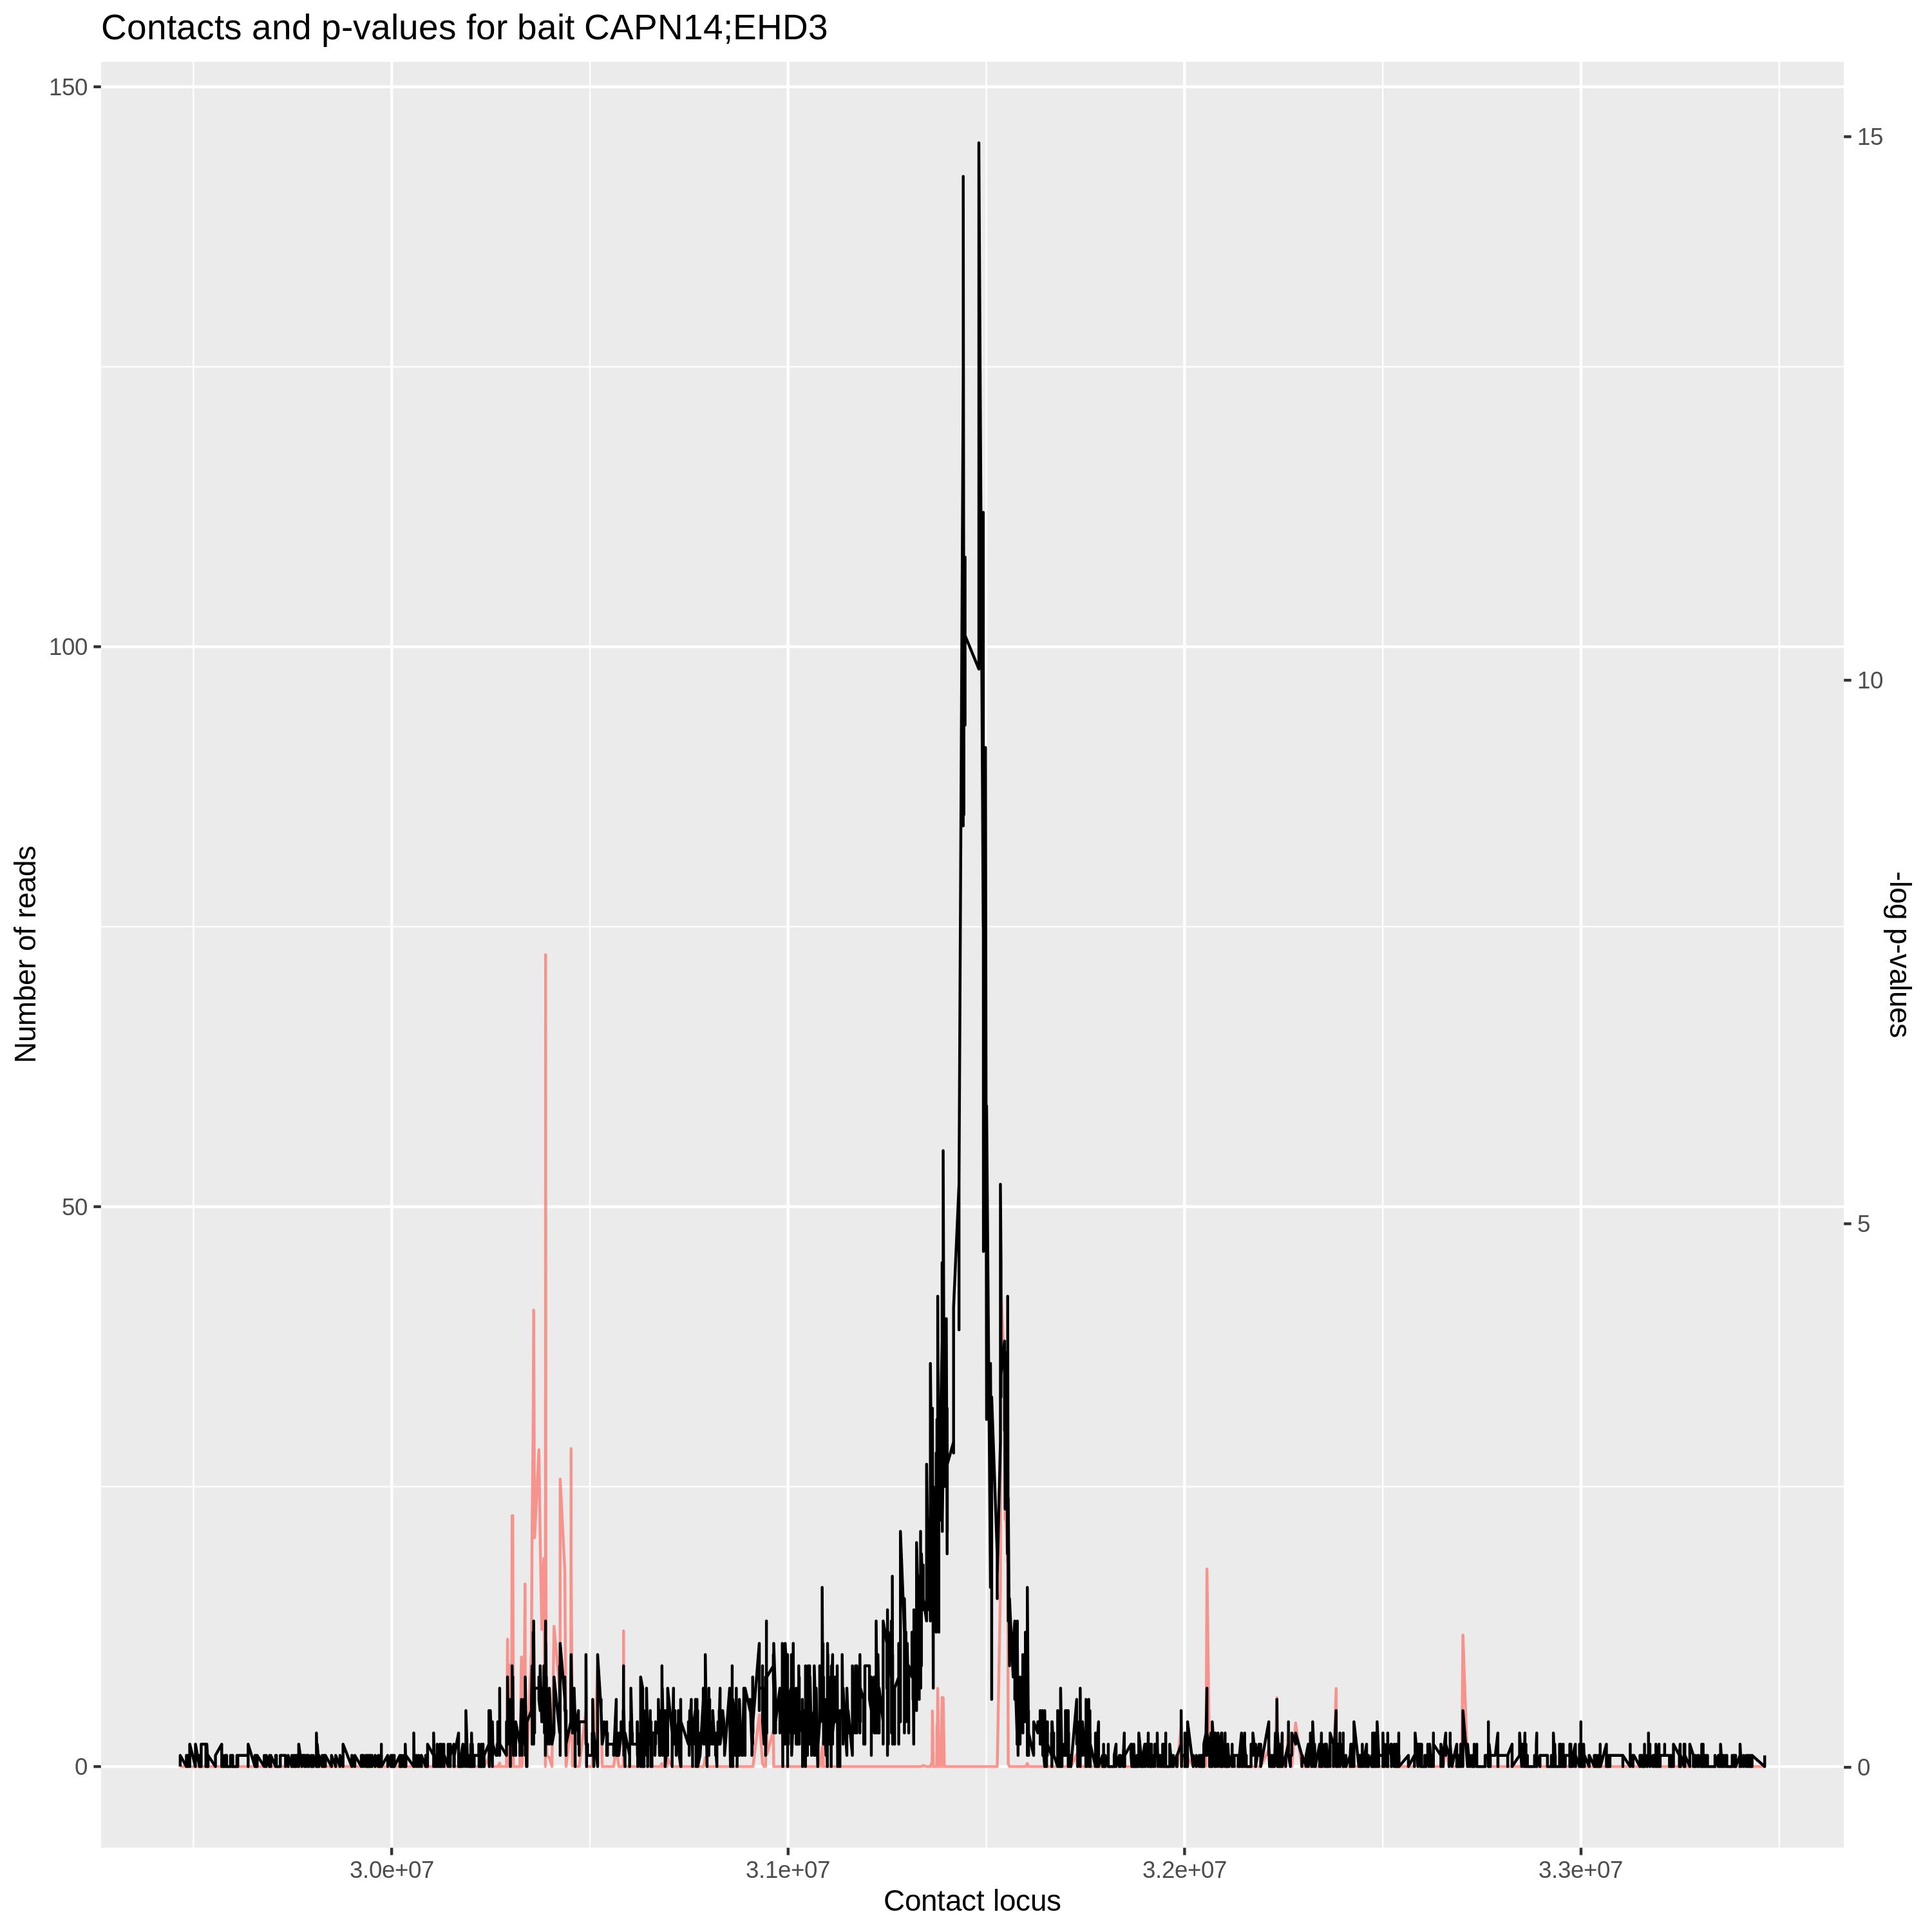 Contacts and p-values for bait CAPN14;EHD3
150
100
50
0
Number of reads
15
10
5
0
-log p-values
3.0e+07
3.1e+07
3.2e+07
3.3e+07
Contact locus